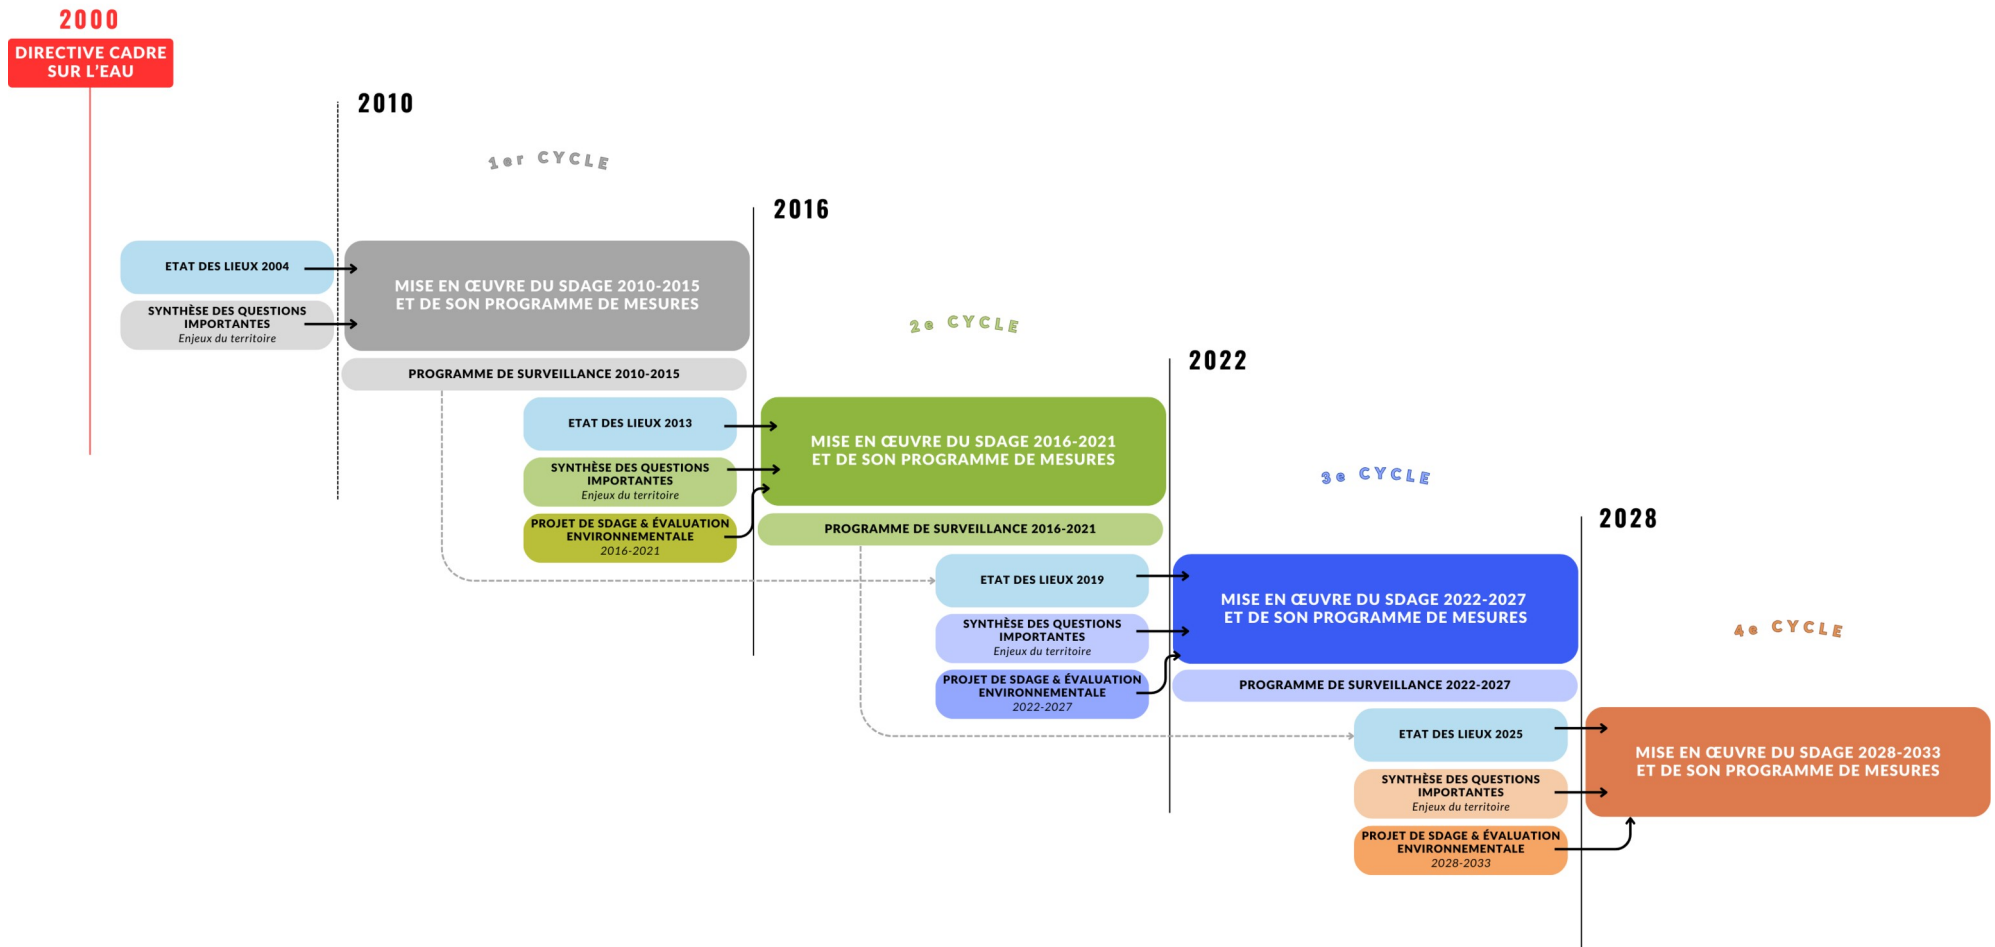 2000
DIRECTIVE CADRE
SUR L'EAU
2010
1er CYCLE
2016
ETAT DES LIEUX 2004
SYNTHÈSE DES QUESTIONS
IMPORTANTES
Enjeux du territoire
MISE EN ŒUVRE DU SDAGE 2010-2015
ET DE SON PROGRAMME DE MESURES
PROGRAMME DE SURVEILLANCE 2010-2015
2e CYCLE
2022
ETAT DES LIEUX 2013
SYNTHÈSE DES QUESTIONS
IMPORTANTES
Enjeux du territoire
PROJET DE SDAGE & ÉVALUATION
ENVIRONNEMENTALE
2016-2021
MISE EN ŒUVRE DU SDAGE 2016-2021
ET DE SON PROGRAMME DE MESURES
PROGRAMME DE SURVEILLANCE 2016-2021
3e CYCLE
2028
ETAT DES LIEUX 2019
SYNTHÈSE DES QUESTIONS
IMPORTANTES
Enjeux du territoire
PROJET DE SDAGE & ÉVALUATION
ENVIRONNEMENTALE
2022-2027
MISE EN ŒUVRE DU SDAGE 2022-2027
ET DE SON PROGRAMME DE MESURES
PROGRAMME DE SURVEILLANCE 2022-2027
4e CYCLE
ETAT DES LIEUX 2025
SYNTHÈSE DES QUESTIONS
IMPORTANTES
Enjeux du territoire
PROJET DE SDAGE & ÉVALUATION
ENVIRONNEMENTALE
2028-2033
MISE EN ŒUVRE DU SDAGE 2028-2033
ET DE SON PROGRAMME DE MESURES